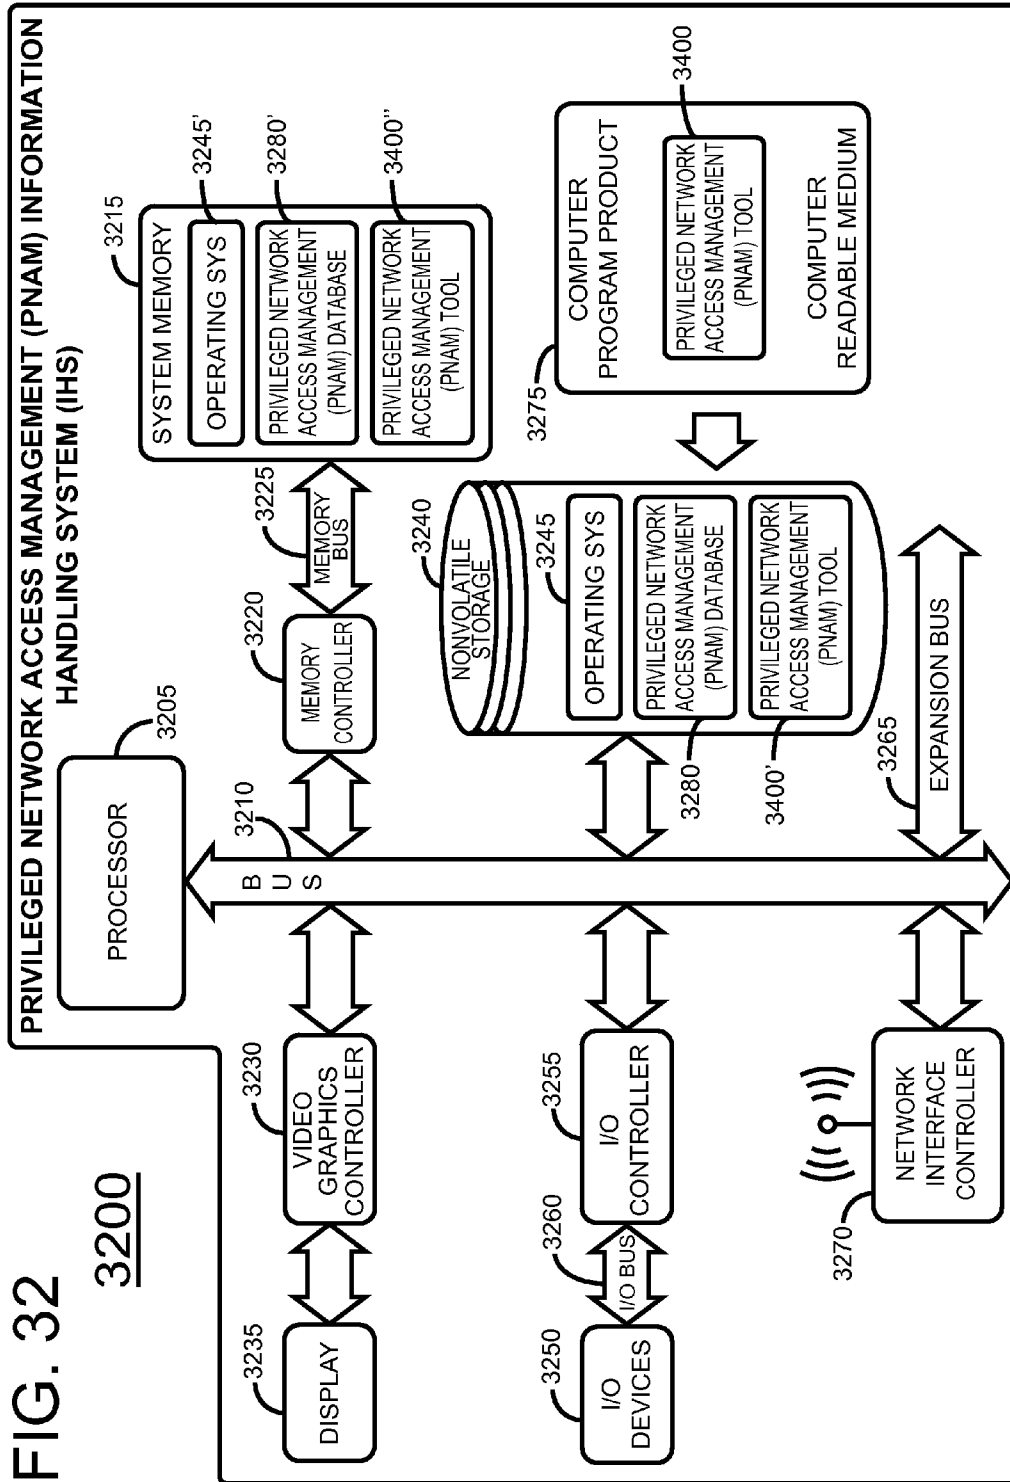 FIG. 32
3200
PRIVILEGED NETWORK ACCESS MANAGEMENT (PNAM) INFORMATION
HANDLING SYSTEM (IHS)
PROCESSOR
3205
B U S
3210
3235
DISPLAY
3230
VIDEO
GRAPHICS
CONTROLLER
3220
MEMORY
CONTROLLER
3225
MEMORY
BUS
3215
SYSTEM MEMORY
OPERATING SYS
3245'
PRIVILEGED NETWORK
ACCESS MANAGEMENT
(PNAM) DATABASE
3280'
PRIVILEGED NETWORK
ACCESS MANAGEMENT
(PNAM) TOOL
3400''
3250
I/O
DEVICES
3260
I/O BUS
3255
I/O
CONTROLLER
3240
NONVOLATILE
STORAGE
3245
OPERATING SYS
PRIVILEGED NETWORK
ACCESS MANAGEMENT
(PNAM) DATABASE
3280
PRIVILEGED NETWORK
ACCESS MANAGEMENT
(PNAM) TOOL
3400'
3275
COMPUTER
PROGRAM PRODUCT
PRIVILEGED NETWORK
ACCESS MANAGEMENT
(PNAM) TOOL
3400
COMPUTER
READABLE MEDIUM
3270
NETWORK
INTERFACE
CONTROLLER
3265
EXPANSION BUS